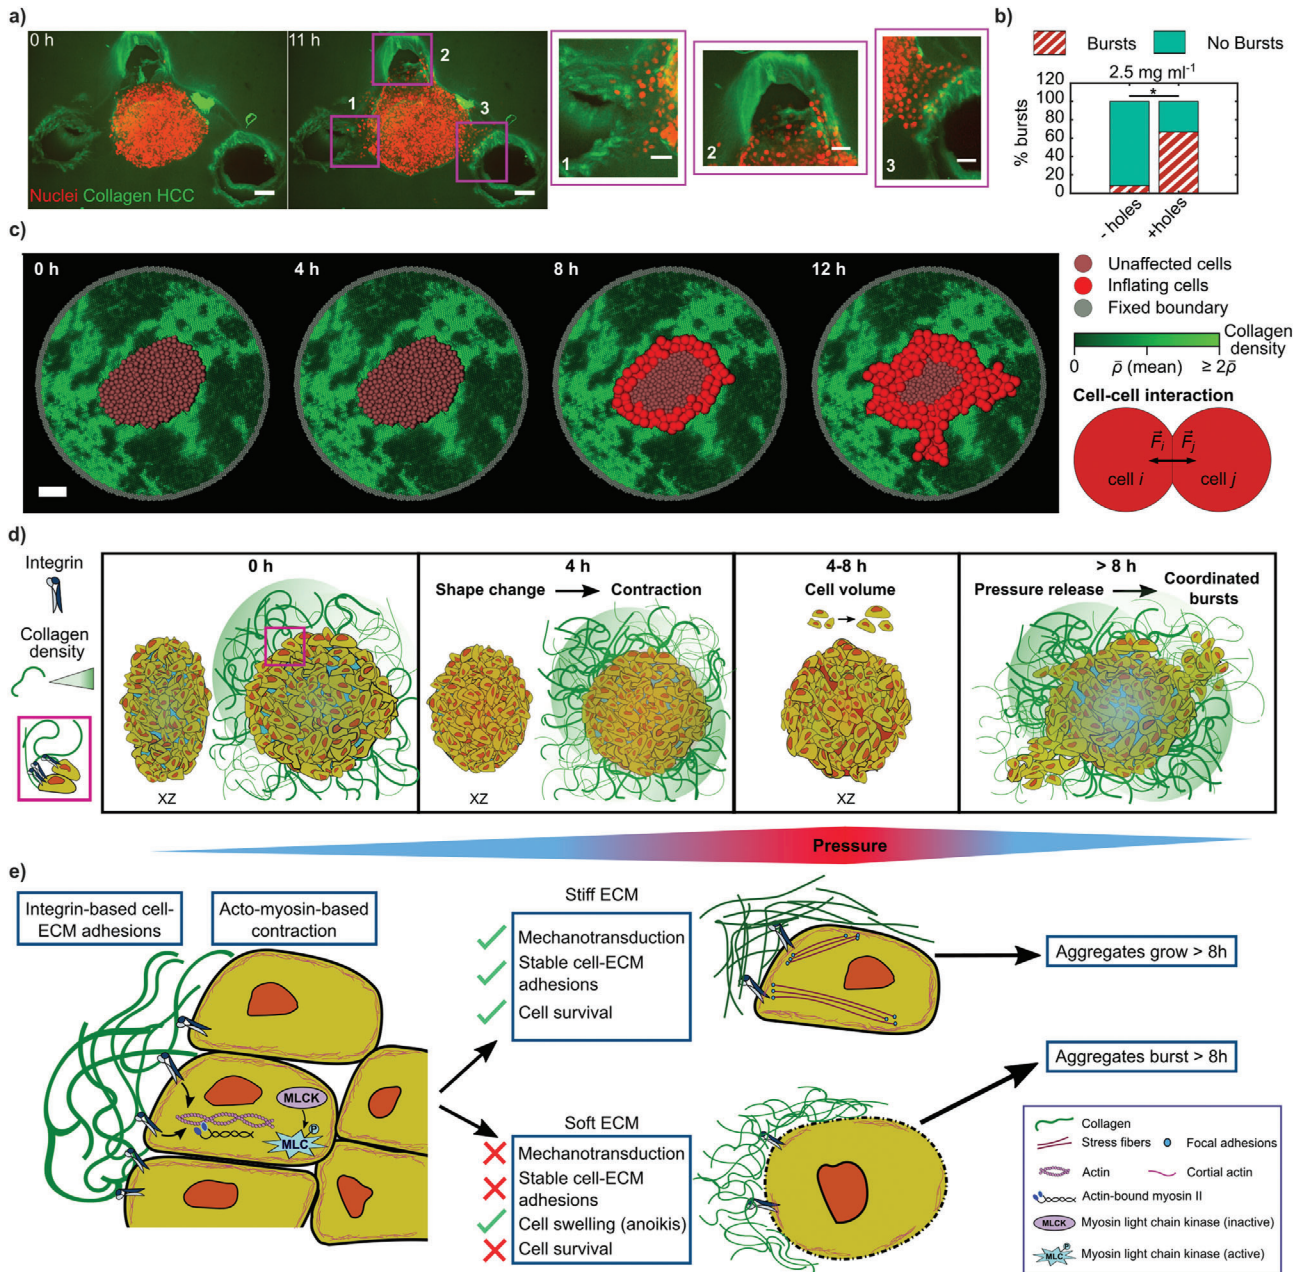 a)
0 h
11 h
2
1
3
Nuclei Collagen HCC
1
2
3
b)
Bursts
No Bursts
2.5 mg ml-1
*
120
100
80
60
40
20
0
% bursts
- holes
+holes
c)
0 h
4 h
8 h
12 h
Unaffected cells
Inflating cells
Fixed boundary
Collagen
density
0
ρ̄ (mean)
≥ 2ρ̄
Cell-cell interaction
F⃗i
F⃗j
cell i
cell j
d)
Integrin
Collagen
density
0 h
XZ
4 h
Shape change
Contraction
XZ
4-8 h
Cell volume
XZ
> 8 h
Pressure release
Coordinated
bursts
Pressure
e)
Integrin-based cell-
ECM adhesions
Acto-myosin-based
contraction
MLCK
P
MLC
Stiff ECM
Mechanotransduction
Stable cell-ECM
adhesions
Cell survival
Aggregates grow > 8h
Soft ECM
Mechanotransduction
Stable cell-ECM
adhesions
Cell swelling (anoikis)
Cell survival
Aggregates burst > 8h
Collagen
Stress fibers
Focal adhesions
Actin
Cortial actin
Actin-bound myosin II
MLCK
Myosin light chain kinase (inactive)
P
MLC
Myosin light chain kinase (active)